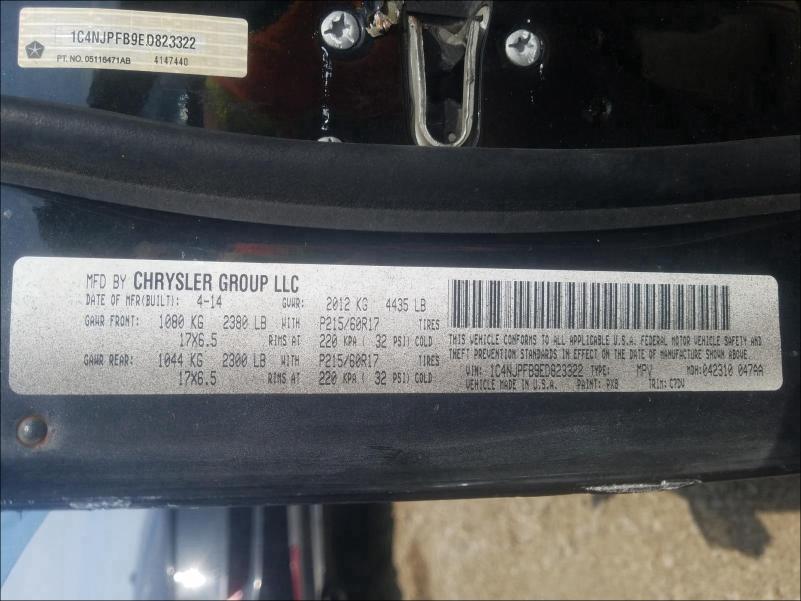 1C4NJPFB9ED823322
PT. NO. 05116471AB 4147440
MFD BY CHRYSLER GROUP LLC
DATE OF MFR(BUILT): 4-14 GVWR: 2012 KG 4435 LB
GAWR FRONT: 1080 KG 2380 LB WITH P215/60R17 TIRES
17X6.5 RIMS AT 220 KPA ( 32 PSI) COLD
GAWR REAR: 1044 KG 2300 LB WITH P215/60R17 TIRES
17X6.5 RIMS AT 220 KPA ( 32 PSI) COLD
THIS VEHICLE CONFORMS TO ALL APPLICABLE U.S.A. FEDERAL MOTOR VEHICLE SAFETY AND
THEFT PREVENTION STANDARDS IN EFFECT ON THE DATE OF MANUFACTURE SHOWN ABOVE.
VIN: 1C4NJPFB9ED823322 TYPE: MPV MDH: 042310 047AA
VEHICLE MADE IN U.S.A. PAINT: PX8 TRIM: C7DV